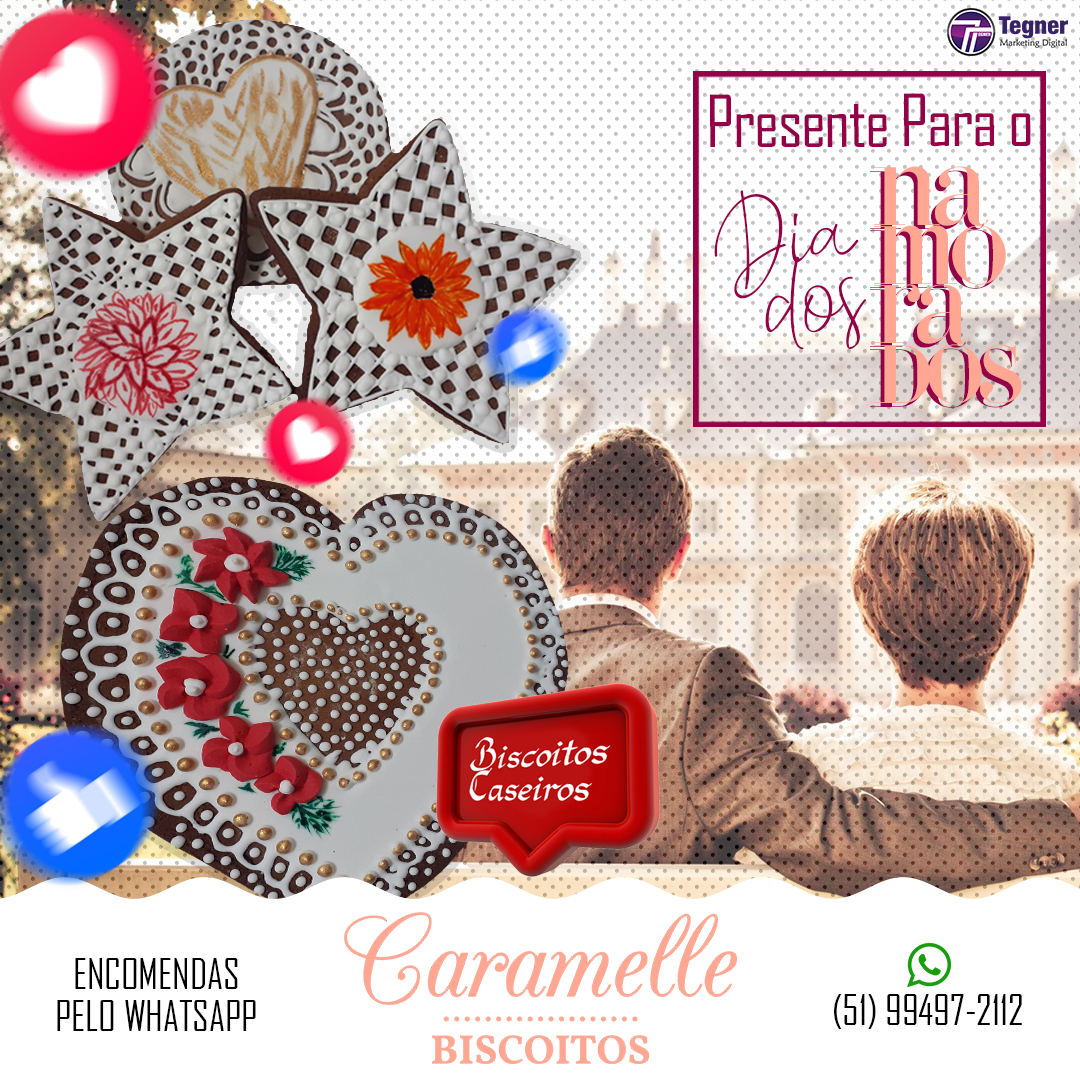 Tegner
Marketing Digital
Presente Para o
Dia dos
na
mo
ra
dos
Biscoitos
Caseiros
ENCOMENDAS
PELO WHATSAPP
Caramelle
BISCOITOS
(51) 99497-2112